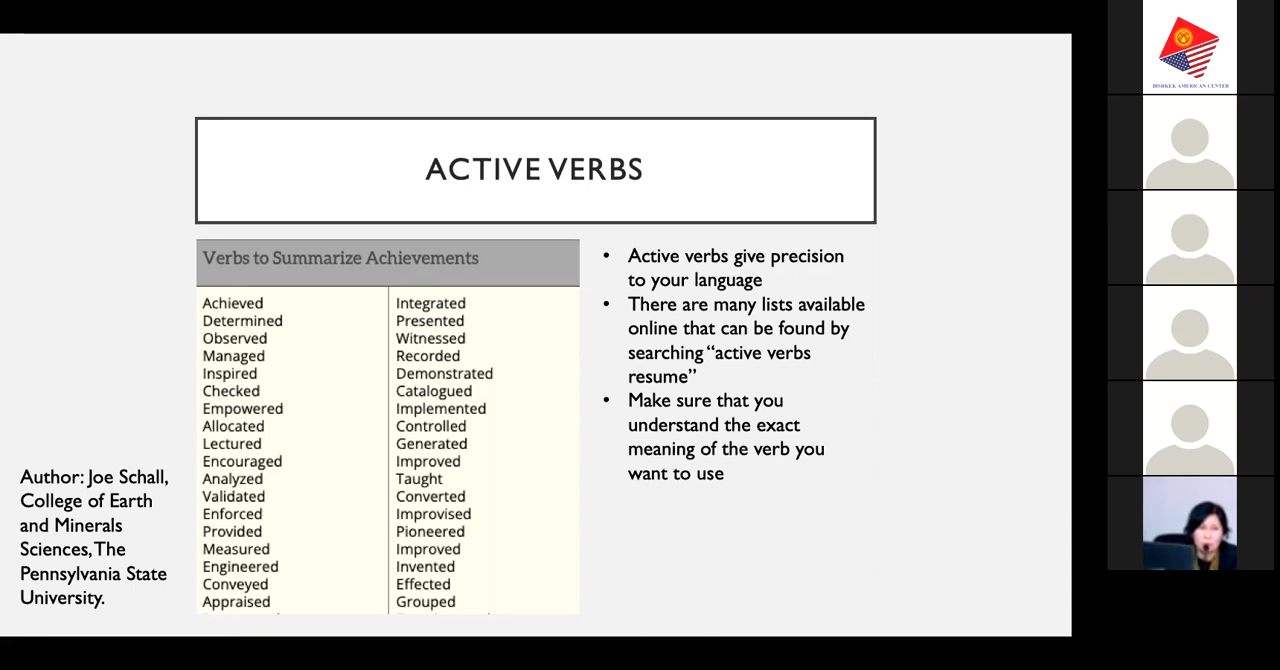 ACTIVE VERBS
Verbs to Summarize Achievements
Achieved
Determined
Observed
Managed
Inspired
Checked
Empowered
Allocated
Lectured
Encouraged
Analyzed
Validated
Enforced
Provided
Measured
Engineered
Conveyed
Appraised
Integrated
Presented
Witnessed
Recorded
Demonstrated
Catalogued
Implemented
Controlled
Generated
Improved
Taught
Converted
Improvised
Pioneered
Improved
Invented
Effected
Grouped
• Active verbs give precision
to your language
• There are many lists available
online that can be found by
searching “active verbs
resume”
• Make sure that you
understand the exact
meaning of the verb you
want to use
Author: Joe Schall,
College of Earth
and Minerals
Sciences, The
Pennsylvania State
University.
BISHKEK AMERICAN CENTER